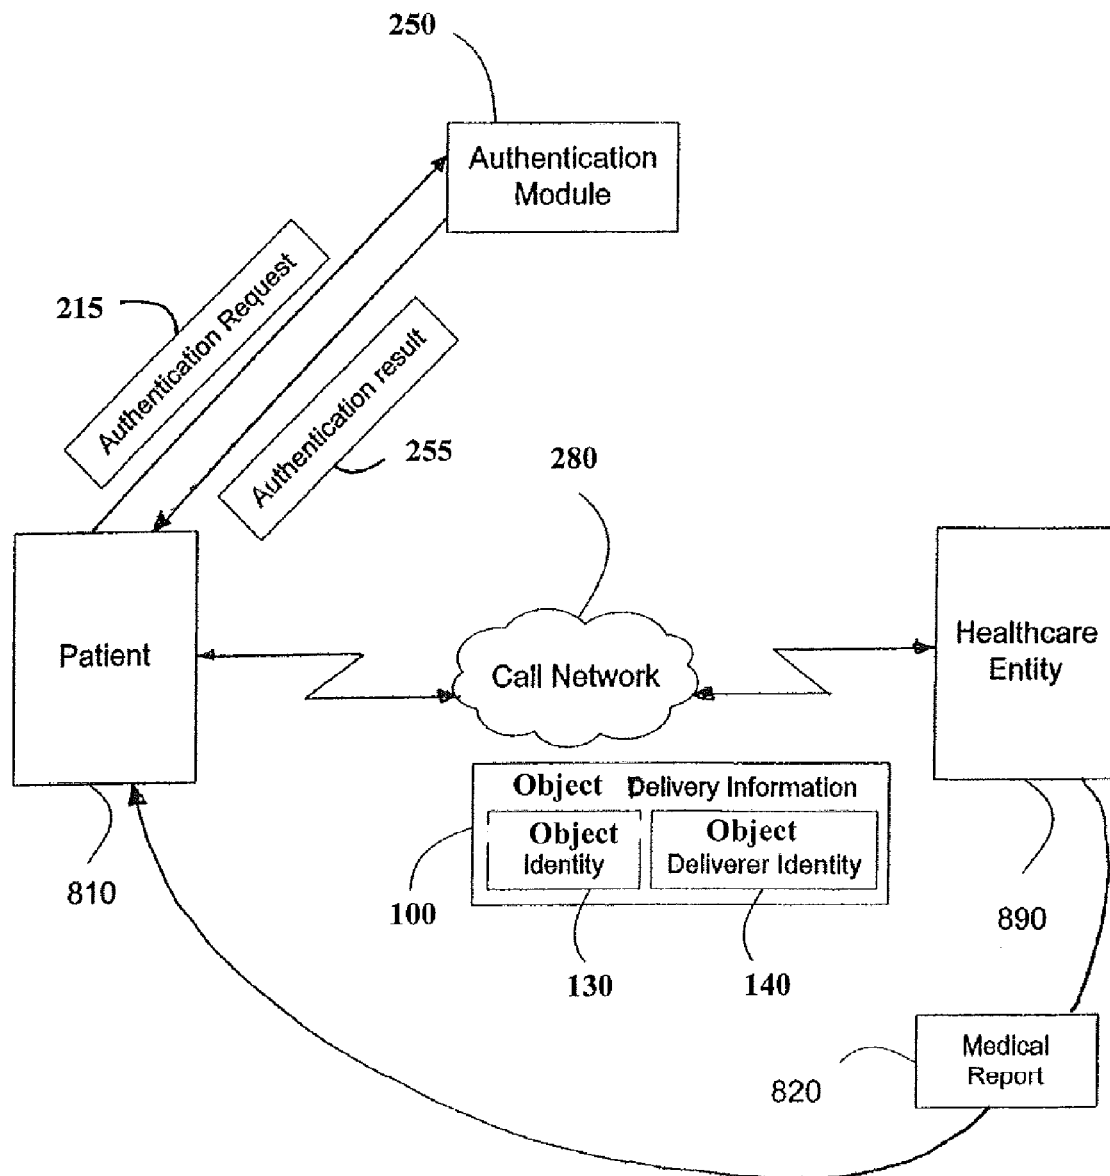 250
Authentication
Module
215
Authentication Request
Authentication result
255
280
Patient
Call Network
Healthcare
Entity
Object Delivery Information
Object
Identity
Object
Deliverer Identity
810
100
890
130
140
820
Medical
Report